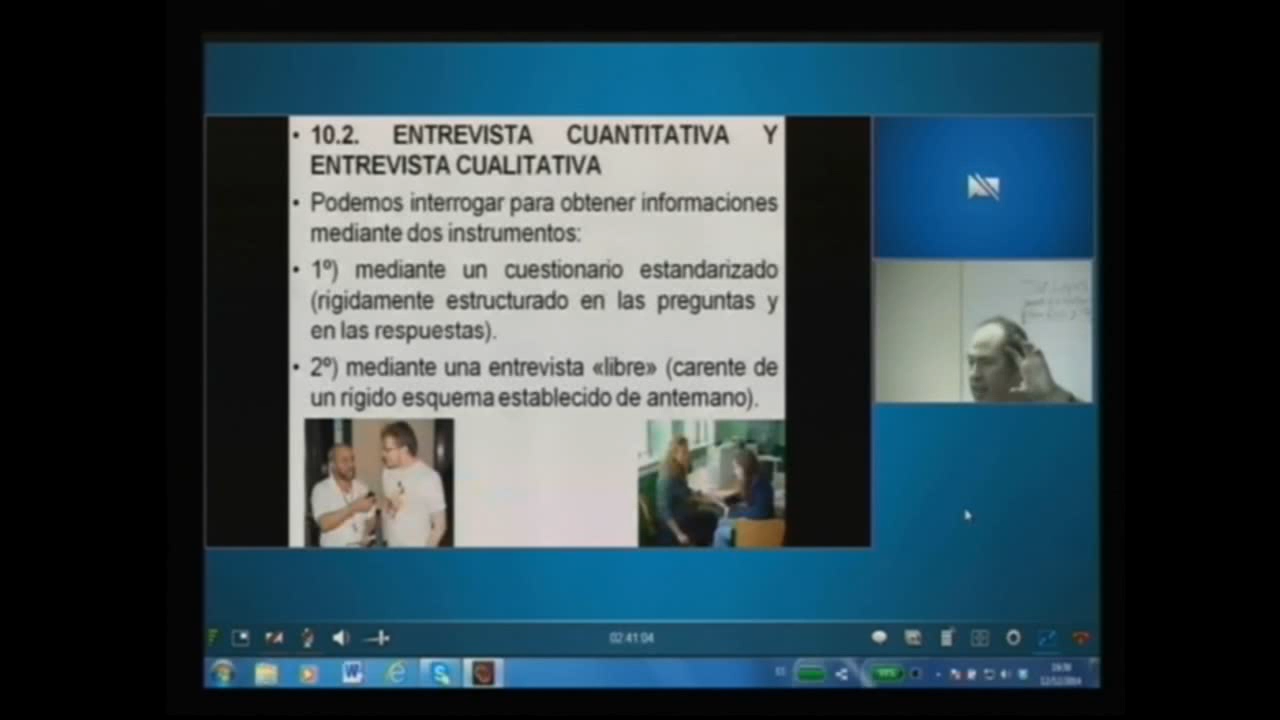 • 10.2. ENTREVISTA CUANTITATIVA Y
ENTREVISTA CUALITATIVA
• Podemos interrogar para obtener informaciones
mediante dos instrumentos:
• 1º) mediante un cuestionario estandarizado
(rigidamente estructurado en las preguntas y
en las respuestas).
• 2º) mediante una entrevista «libre» (carente de
un rígido esquema establecido de antemano).
02:41:04